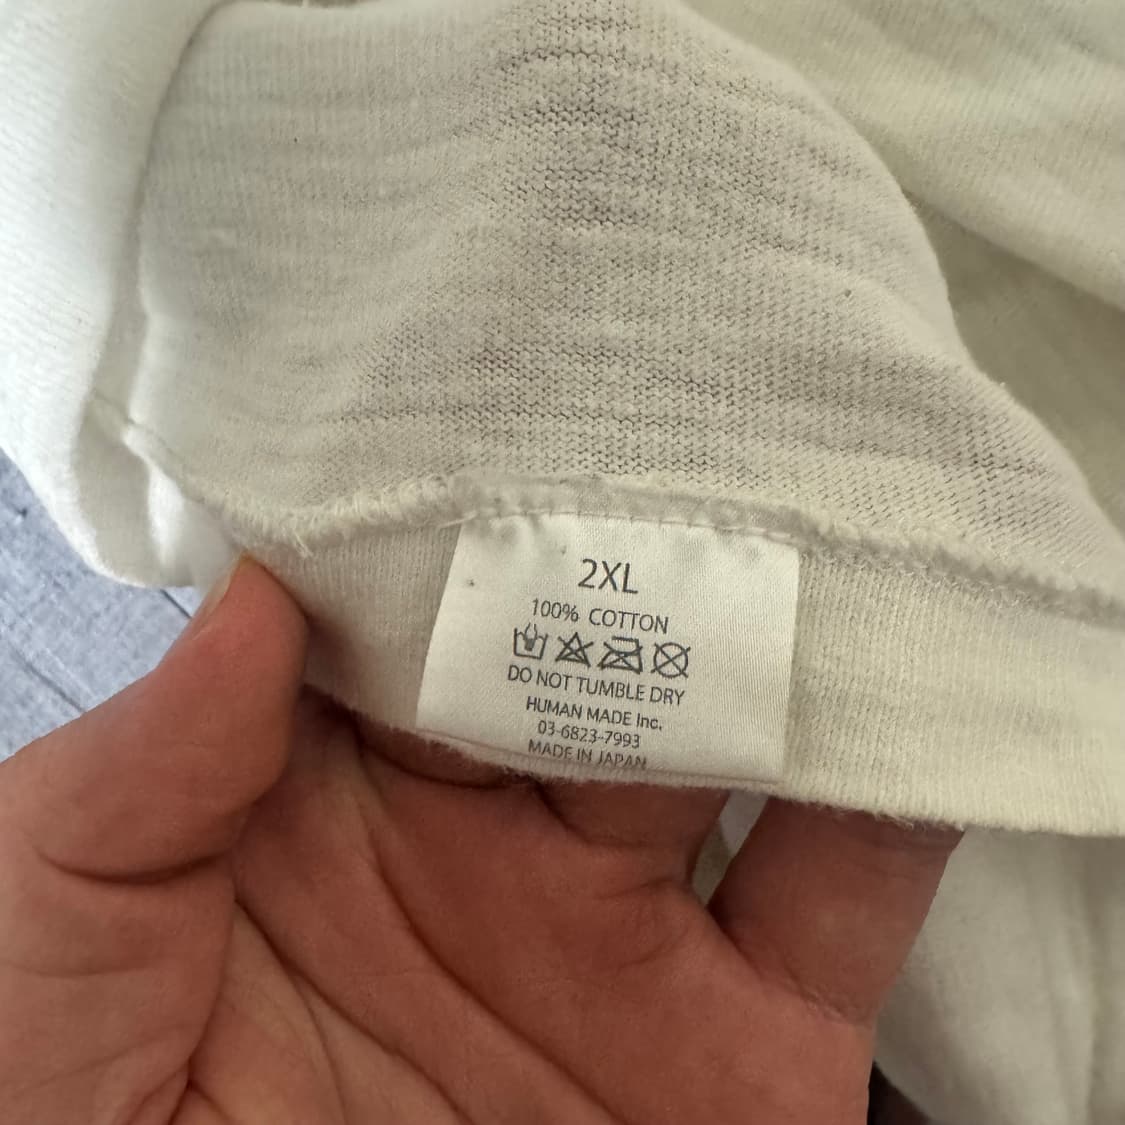 2XL
100% COTTON
DO NOT TUMBLE DRY
HUMAN MADE Inc.
03-6823-7993
MADE IN JAPAN